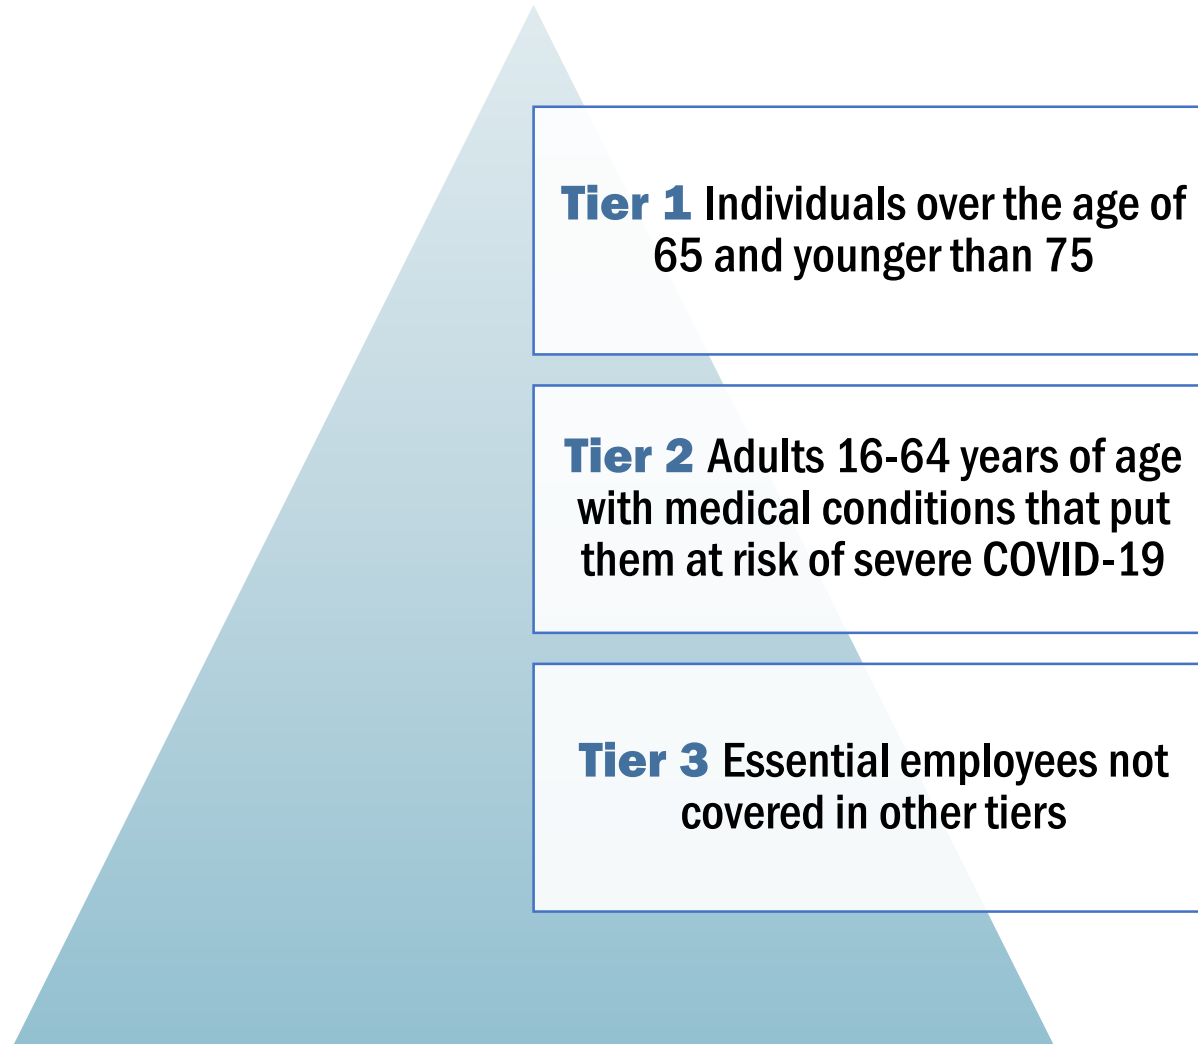 Tier 1 Individuals over the age of
65 and younger than 75
Tier 2 Adults 16-64 years of age
with medical conditions that put
them at risk of severe COVID-19
Tier 3 Essential employees not
covered in other tiers